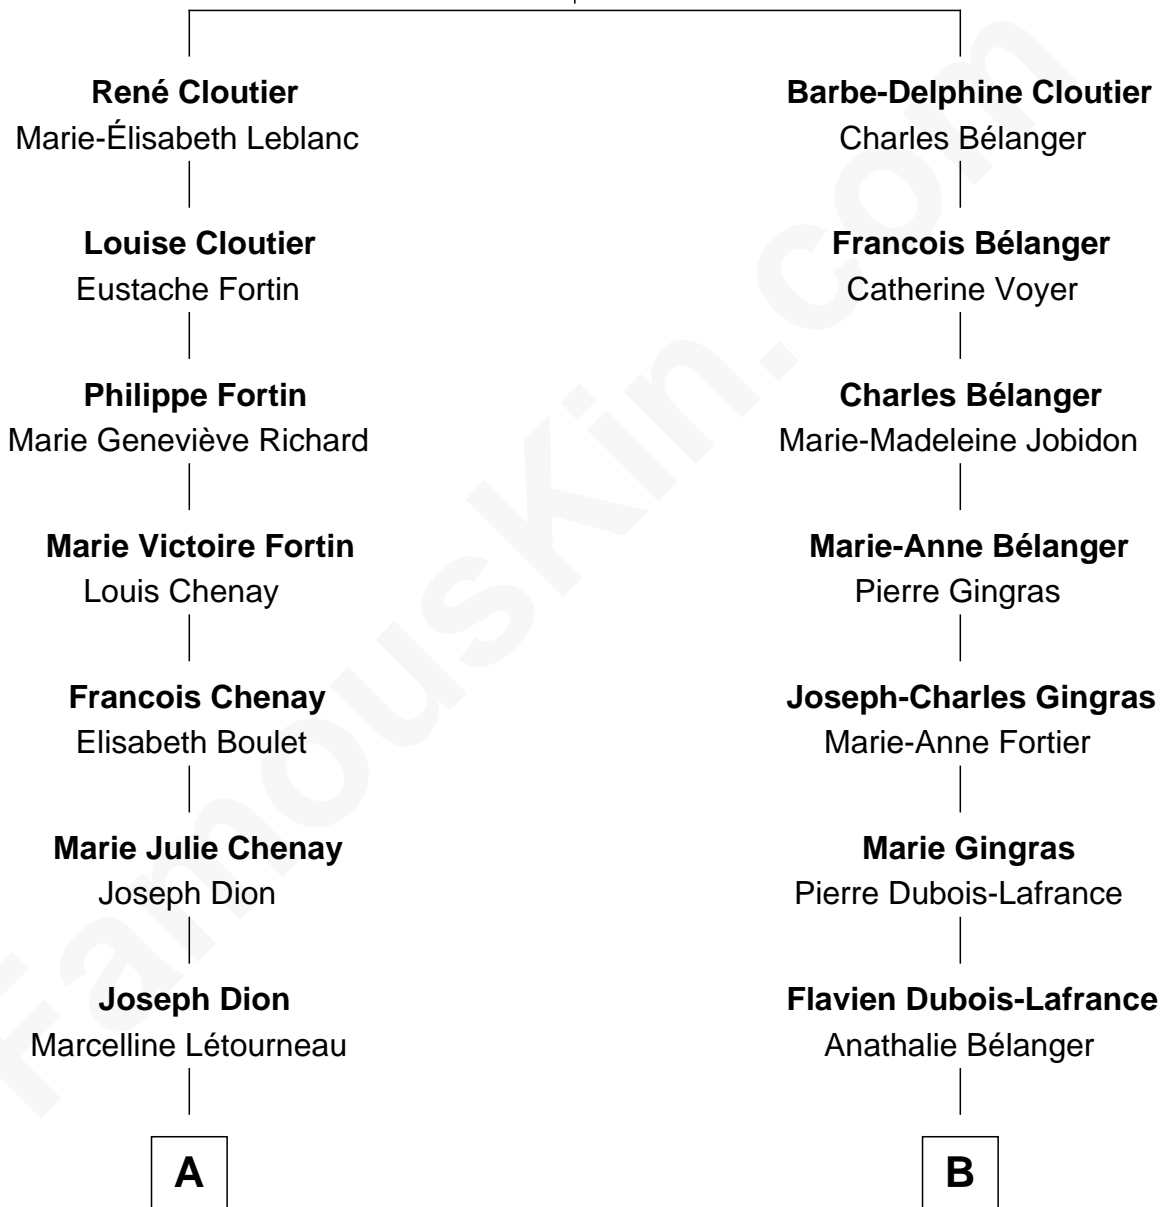 René Cloutier
Marie-Élisabeth Leblanc
Louise Cloutier
Eustache Fortin
Philippe Fortin
Marie Geneviève Richard
Marie Victoire Fortin
Louis Chenay
Francois Chenay
Elisabeth Boulet
Marie Julie Chenay
Joseph Dion
Joseph Dion
Marcelline Létourneau
A
Barbe-Delphine Cloutier
Charles Bélanger
Francois Bélanger
Catherine Voyer
Charles Bélanger
Marie-Madeleine Jobidon
Marie-Anne Bélanger
Pierre Gingras
Joseph-Charles Gingras
Marie-Anne Fortier
Marie Gingras
Pierre Dubois-Lafrance
Flavien Dubois-Lafrance
Anathalie Bélanger
B
FamousKin.com